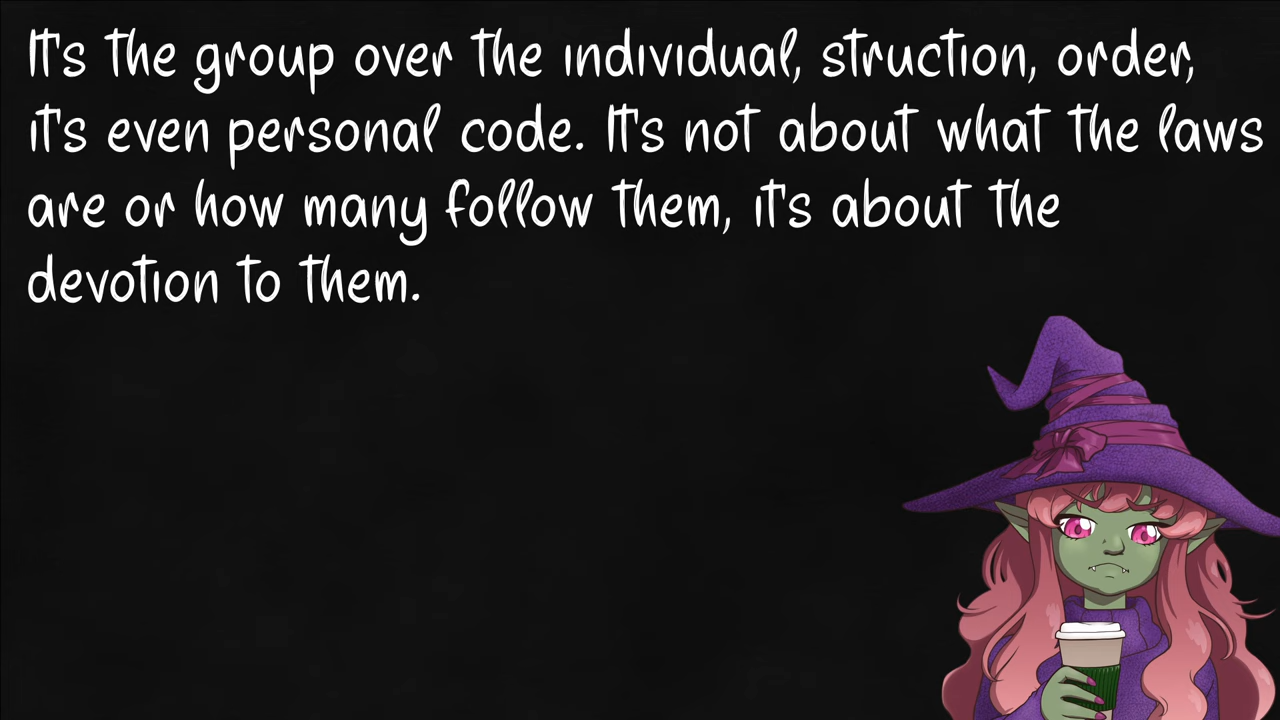 It's the group over the individual, struction, order,
it's even personal code. It's not about what the laws
are or how many follow them, it's about the
devotion to them.